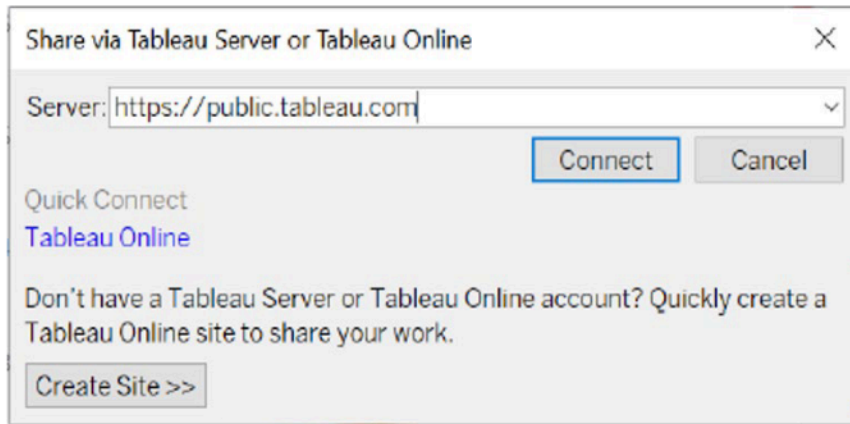 Share via Tableau Server or Tableau Online
Server: https://public.tableau.com
Connect Cancel
Quick Connect
Tableau Online
Don't have a Tableau Server or Tableau Online account? Quickly create a
Tableau Online site to share your work.
Create Site >>